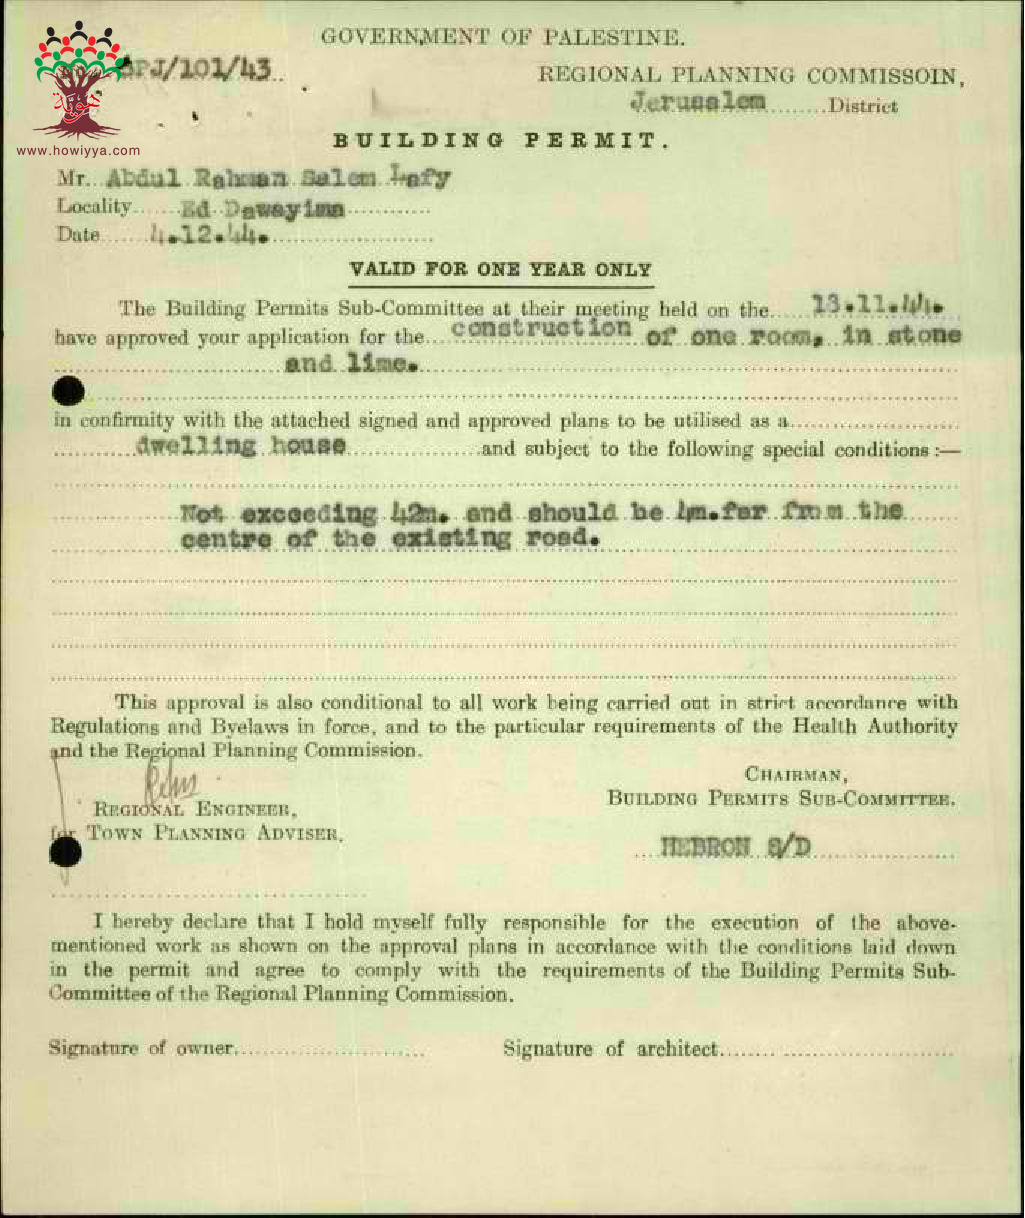 GOVERNMENT OF PALESTINE.
BPJ/101/43
REGIONAL PLANNING COMMISSOIN,
Jerusalem District
هوية
www.howiyya.com
BUILDING PERMIT.
Mr. Abdul Rahman Salem Lafy
Locality Ed Dawayima
Date 4.12.44.
VALID FOR ONE YEAR ONLY
The Building Permits Sub-Committee at their meeting held on the 13.11.44.
have approved your application for the construction of one room, in stone
and lime.
in confirmity with the attached signed and approved plans to be utilised as a
dwelling house and subject to the following special conditions :—
Not exceeding 42m. and should be 4m.far from the
centre of the existing road.
This approval is also conditional to all work being carried out in strict accordance with
Regulations and Byelaws in force, and to the particular requirements of the Health Authority
and the Regional Planning Commission.
CHAIRMAN,
BUILDING PERMITS SUB-COMMITTEE.
REGIONAL ENGINEER,
for TOWN PLANNING ADVISER.
HEBRON S/D
I hereby declare that I hold myself fully responsible for the execution of the above-
mentioned work as shown on the approval plans in accordance with the conditions laid down
in the permit and agree to comply with the requirements of the Building Permits Sub-
Committee of the Regional Planning Commission.
Signature of owner
Signature of architect